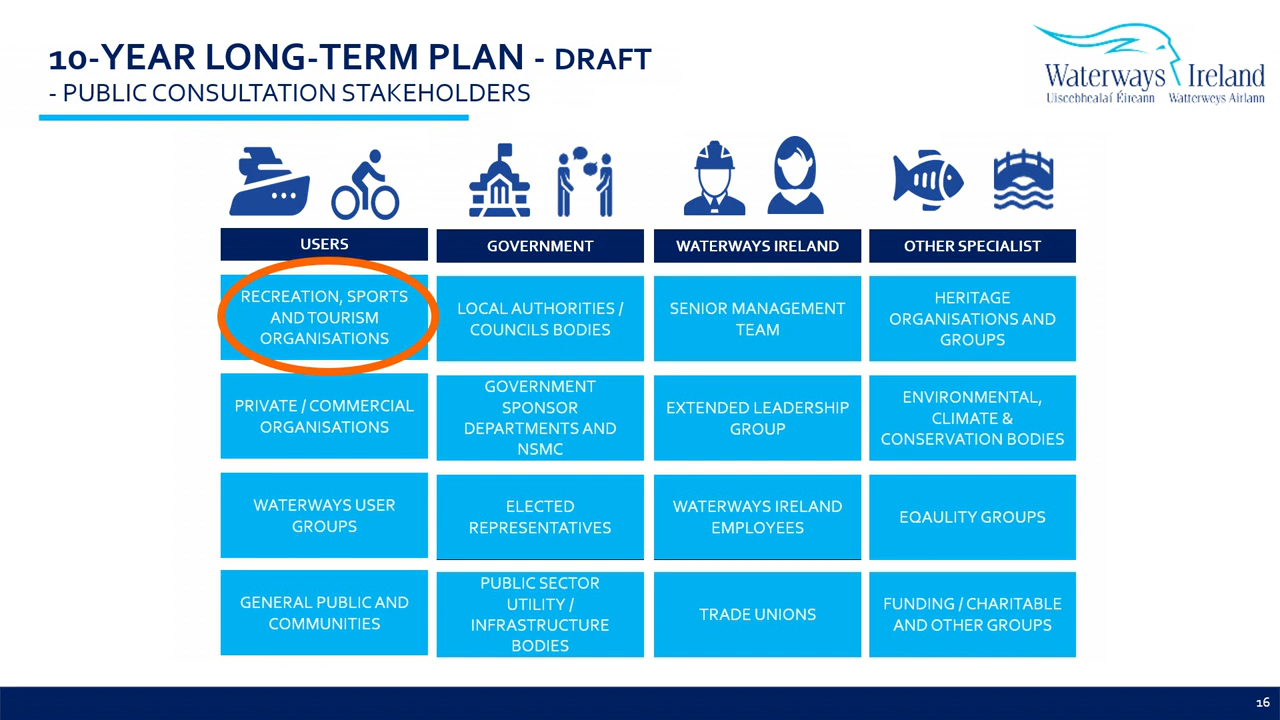 10-YEAR LONG-TERM PLAN - DRAFT
- PUBLIC CONSULTATION STAKEHOLDERS
Waterways Ireland
Uiscebhealaí Éireann Watterweys Airlann
USERS
RECREATION, SPORTS
AND TOURISM
ORGANISATIONS
PRIVATE / COMMERCIAL
ORGANISATIONS
WATERWAYS USER
GROUPS
GENERAL PUBLIC AND
COMMUNITIES
GOVERNMENT
LOCAL AUTHORITIES /
COUNCILS BODIES
GOVERNMENT
SPONSOR
DEPARTMENTS AND
NSMC
ELECTED
REPRESENTATIVES
PUBLIC SECTOR
UTILITY /
INFRASTRUCTURE
BODIES
WATERWAYS IRELAND
SENIOR MANAGEMENT
TEAM
EXTENDED LEADERSHIP
GROUP
WATERWAYS IRELAND
EMPLOYEES
TRADE UNIONS
OTHER SPECIALIST
HERITAGE
ORGANISATIONS AND
GROUPS
ENVIRONMENTAL,
CLIMATE &
CONSERVATION BODIES
EQAULITY GROUPS
FUNDING / CHARITABLE
AND OTHER GROUPS
16